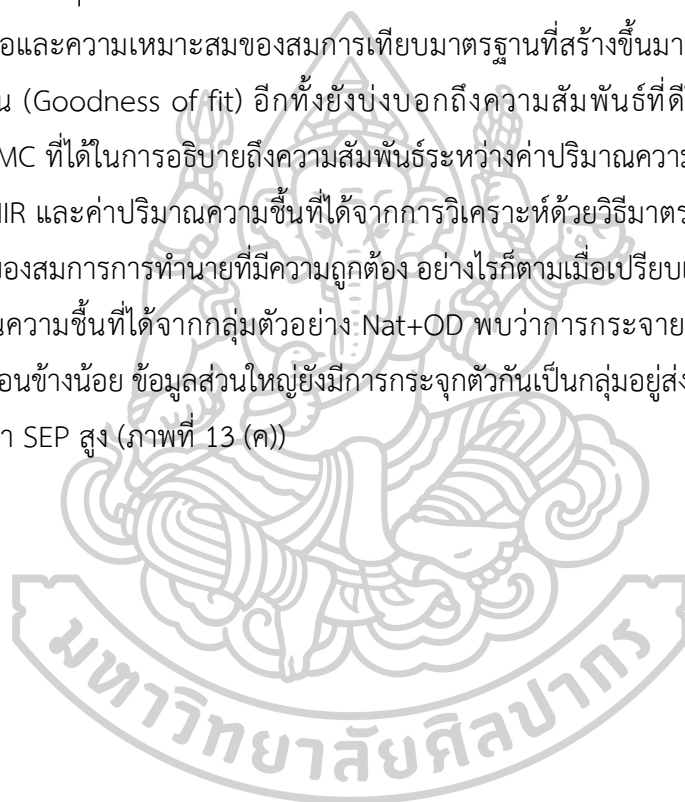 อและความเหมาะสมของสมการเทียบมาตรฐานที่สร้างขึ้นมา
น (Goodness of fit) อีกทั้งยังบ่งบอกถึงความสัมพันธ์ที่ดี
MC ที่ได้ในการอธิบายถึงความสัมพันธ์ระหว่างค่าปริมาณความ
NIR และค่าปริมาณความชื้นที่ได้จากการวิเคราะห์ด้วยวิธีมาตร
ของสมการการทำนายที่มีความถูกต้อง อย่างไรก็ตามเมื่อเปรียบเ
นความชื้นที่ได้จากกลุ่มตัวอย่าง Nat+OD พบว่าการกระจาย
อนข้างน้อย ข้อมูลส่วนใหญ่ยังมีการกระจุกตัวกันเป็นกลุ่มอยู่ส่ง
า SEP สูง (ภาพที่ 13 (ค))
มหาวิทยาลัยศิลปากร